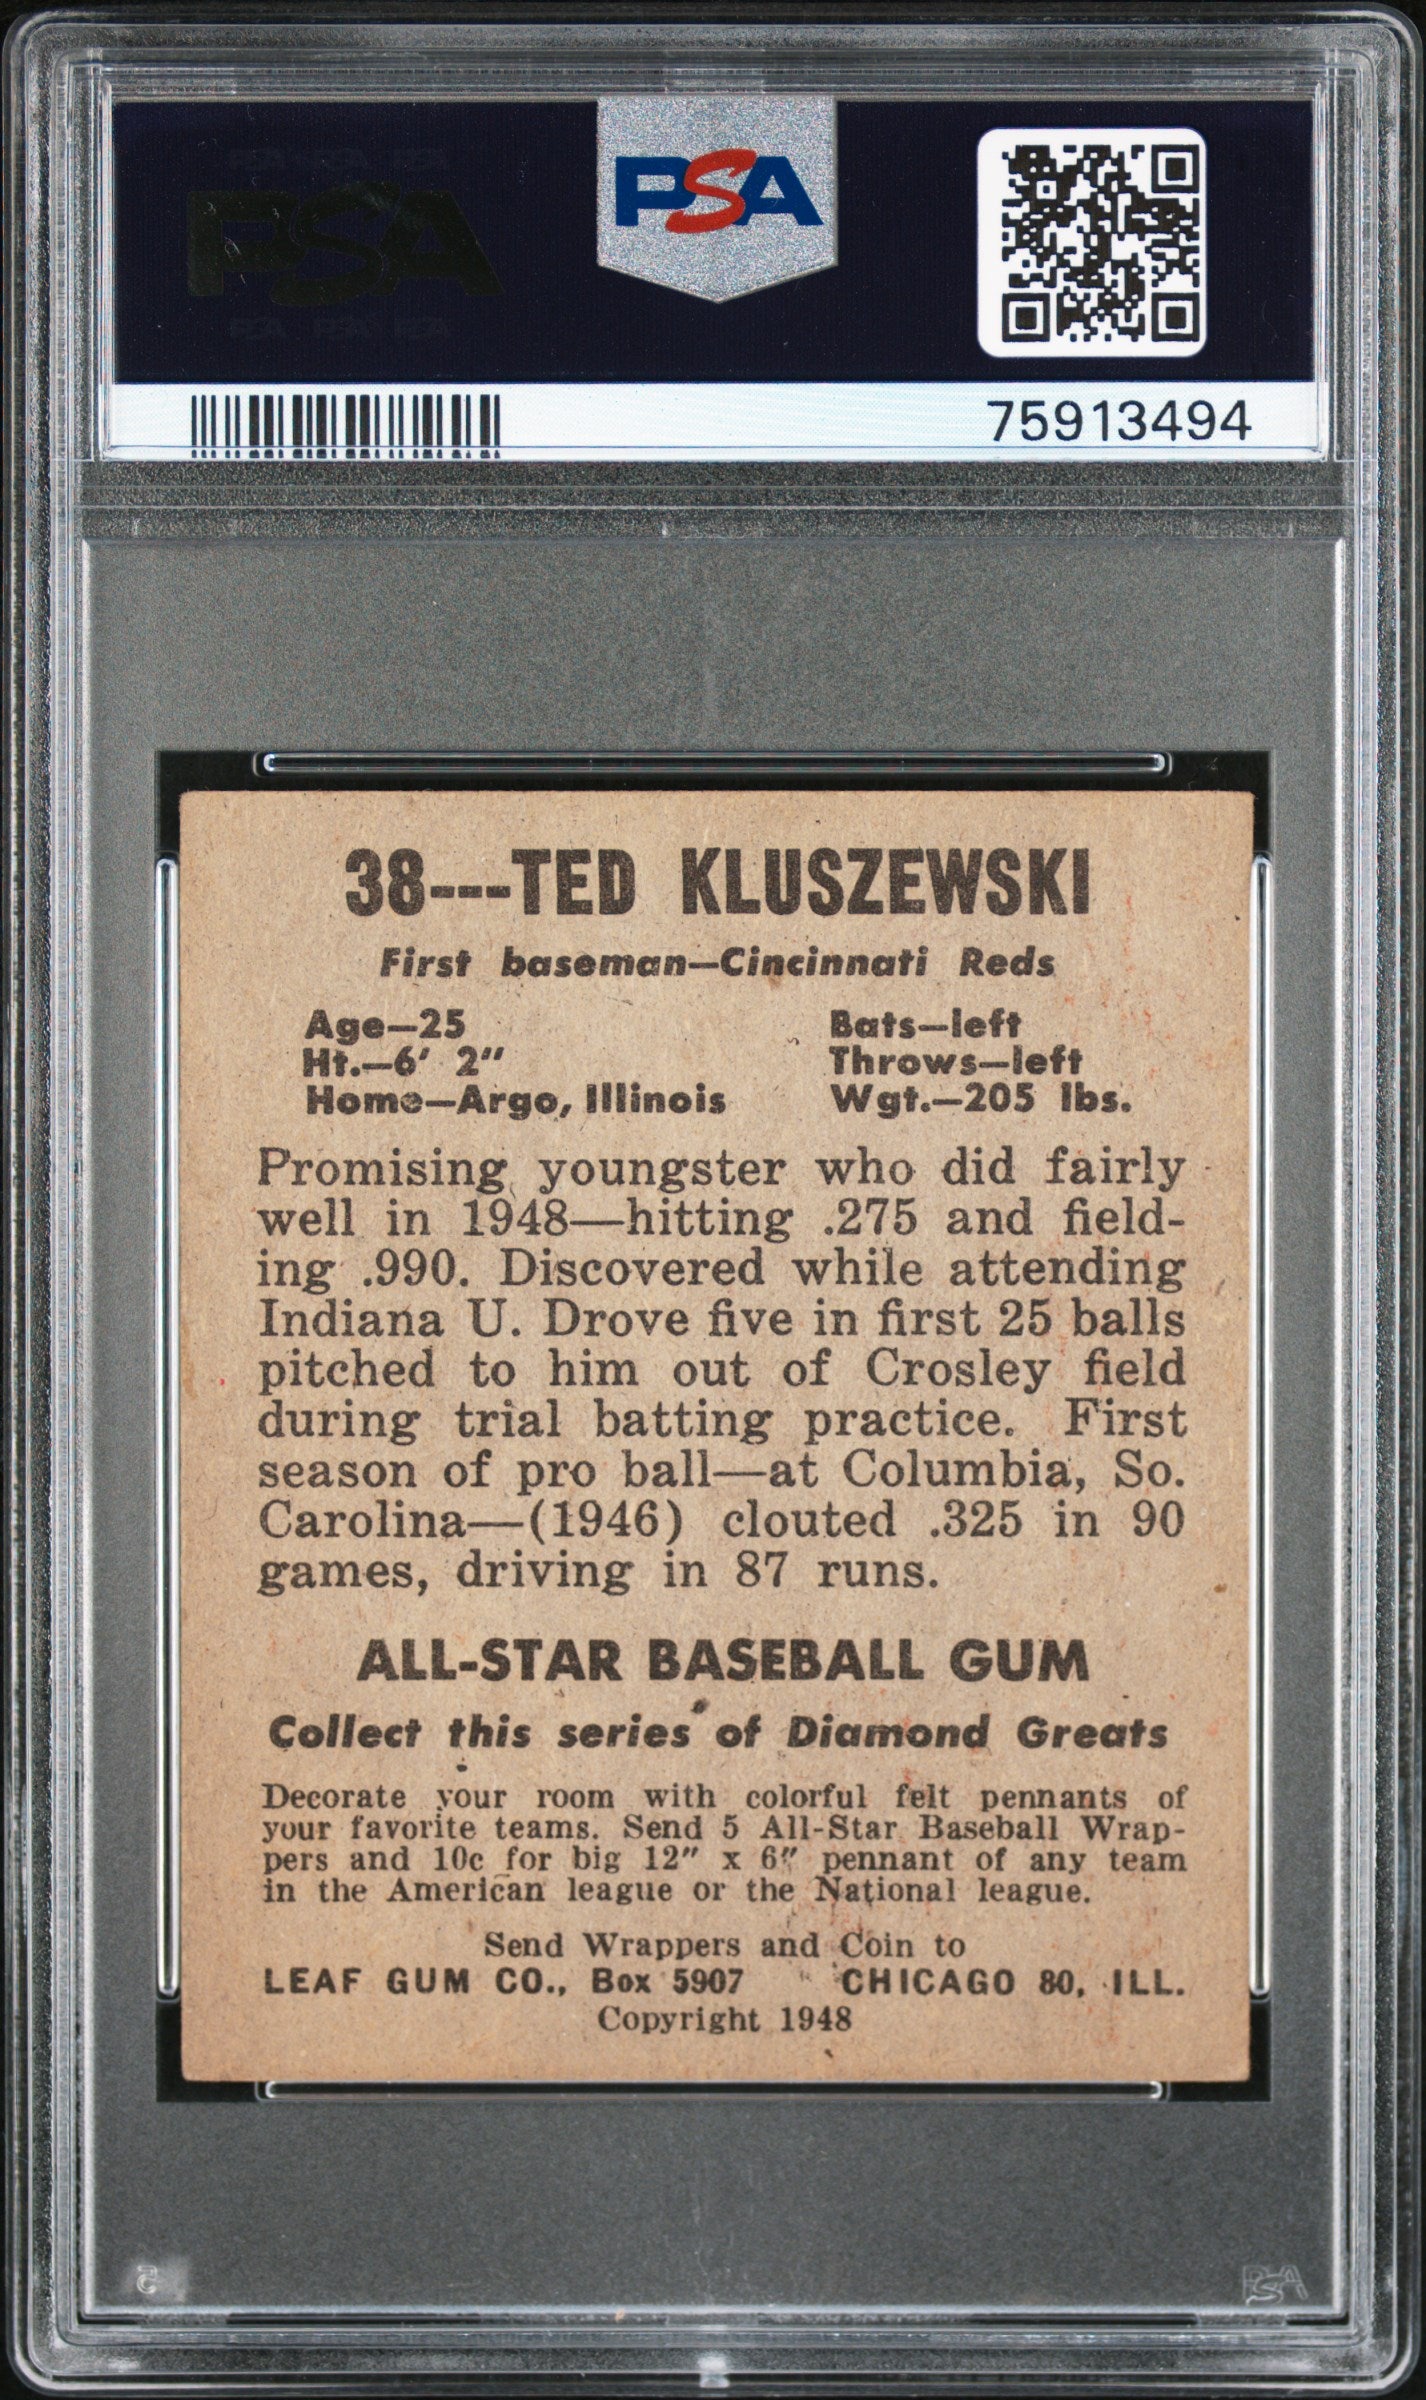 PSA
PSA
75913494
38---TED KLUSZEWSKI
First baseman—Cincinnati Reds
Age—25
Bats—left
Ht.—6' 2"
Throws—left
Home—Argo, Illinois
Wgt.—205 lbs.
Promising youngster who did fairly
well in 1948—hitting .275 and field-
ing .990. Discovered while attending
Indiana U. Drove five in first 25 balls
pitched to him out of Crosley field
during trial batting practice. First
season of pro ball—at Columbia, So.
Carolina—(1946) clouted .325 in 90
games, driving in 87 runs.
ALL-STAR BASEBALL GUM
Collect this series of Diamond Greats
Decorate your room with colorful felt pennants of
your favorite teams. Send 5 All-Star Baseball Wrap-
pers and 10c for big 12" x 6" pennant of any team
in the American league or the National league.
Send Wrappers and Coin to
LEAF GUM CO., Box 5907 CHICAGO 80, ILL.
Copyright 1948
PSA